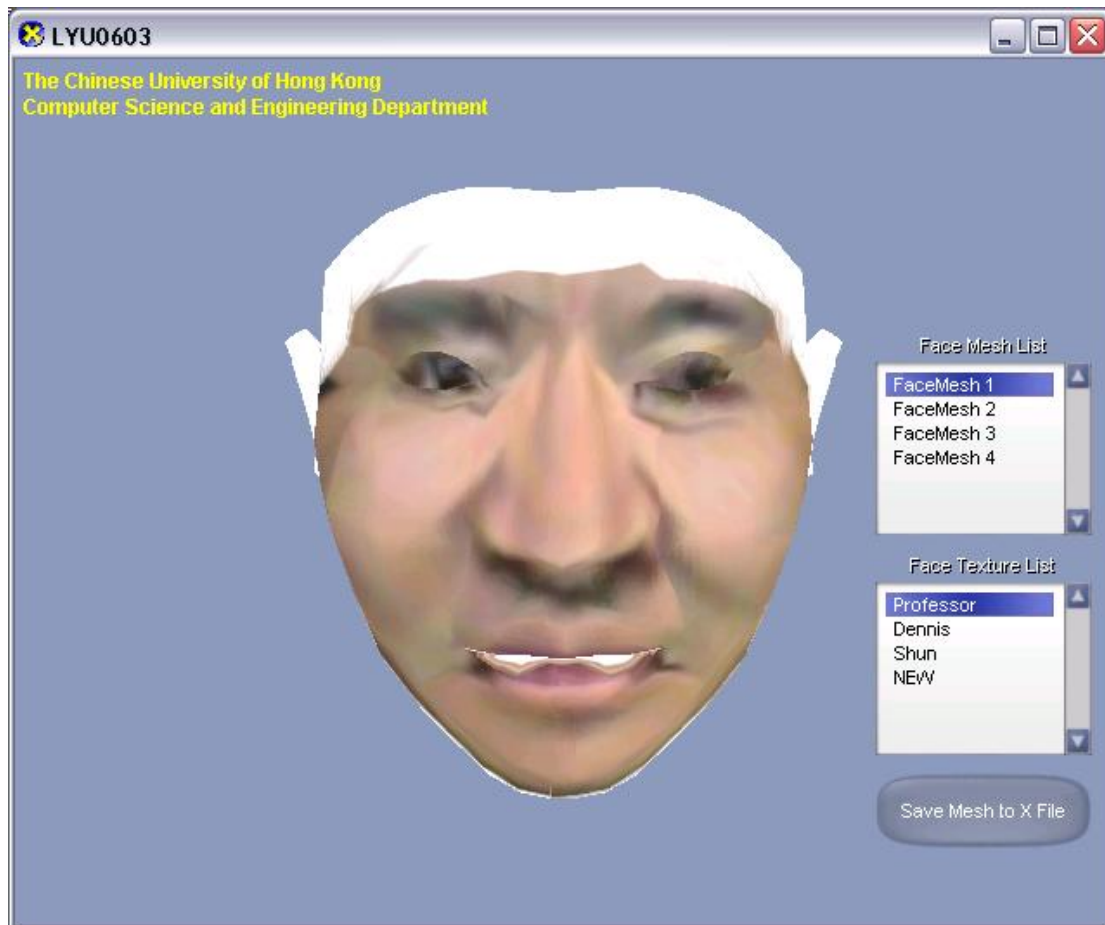 LYU0603
The Chinese University of Hong Kong
Computer Science and Engineering Department
Face Mesh List
FaceMesh 1
FaceMesh 2
FaceMesh 3
FaceMesh 4
Face Texture List
Professor
Dennis
Shun
NEW
Save Mesh to X File